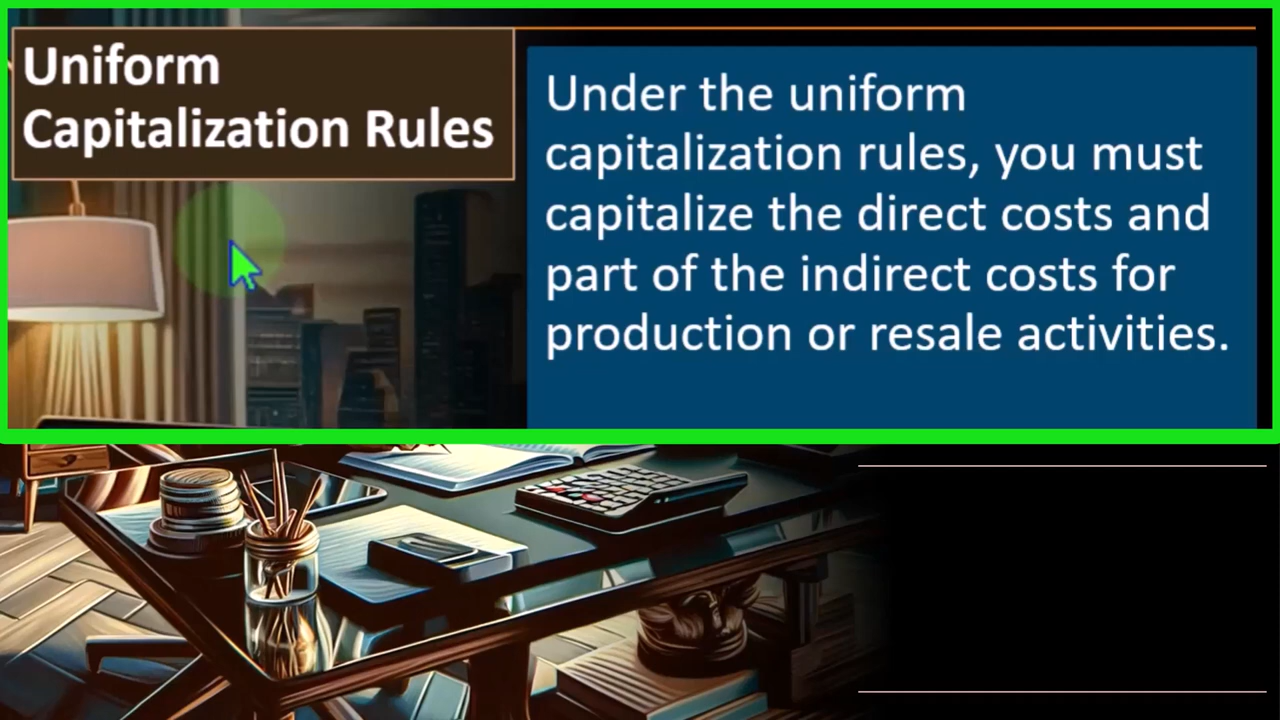 Uniform
Capitalization Rules
Under the uniform
capitalization rules, you must
capitalize the direct costs and
part of the indirect costs for
production or resale activities.